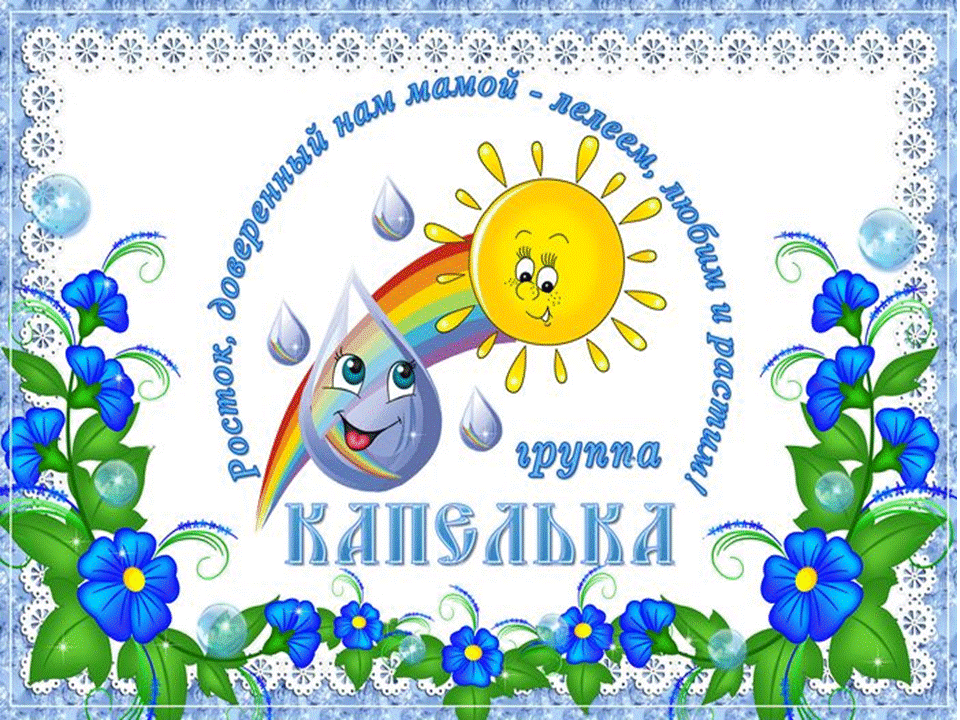 Росток, доверенный нам мамой - лелеем, любим и растим!
группа
КАПЕЛЬКА